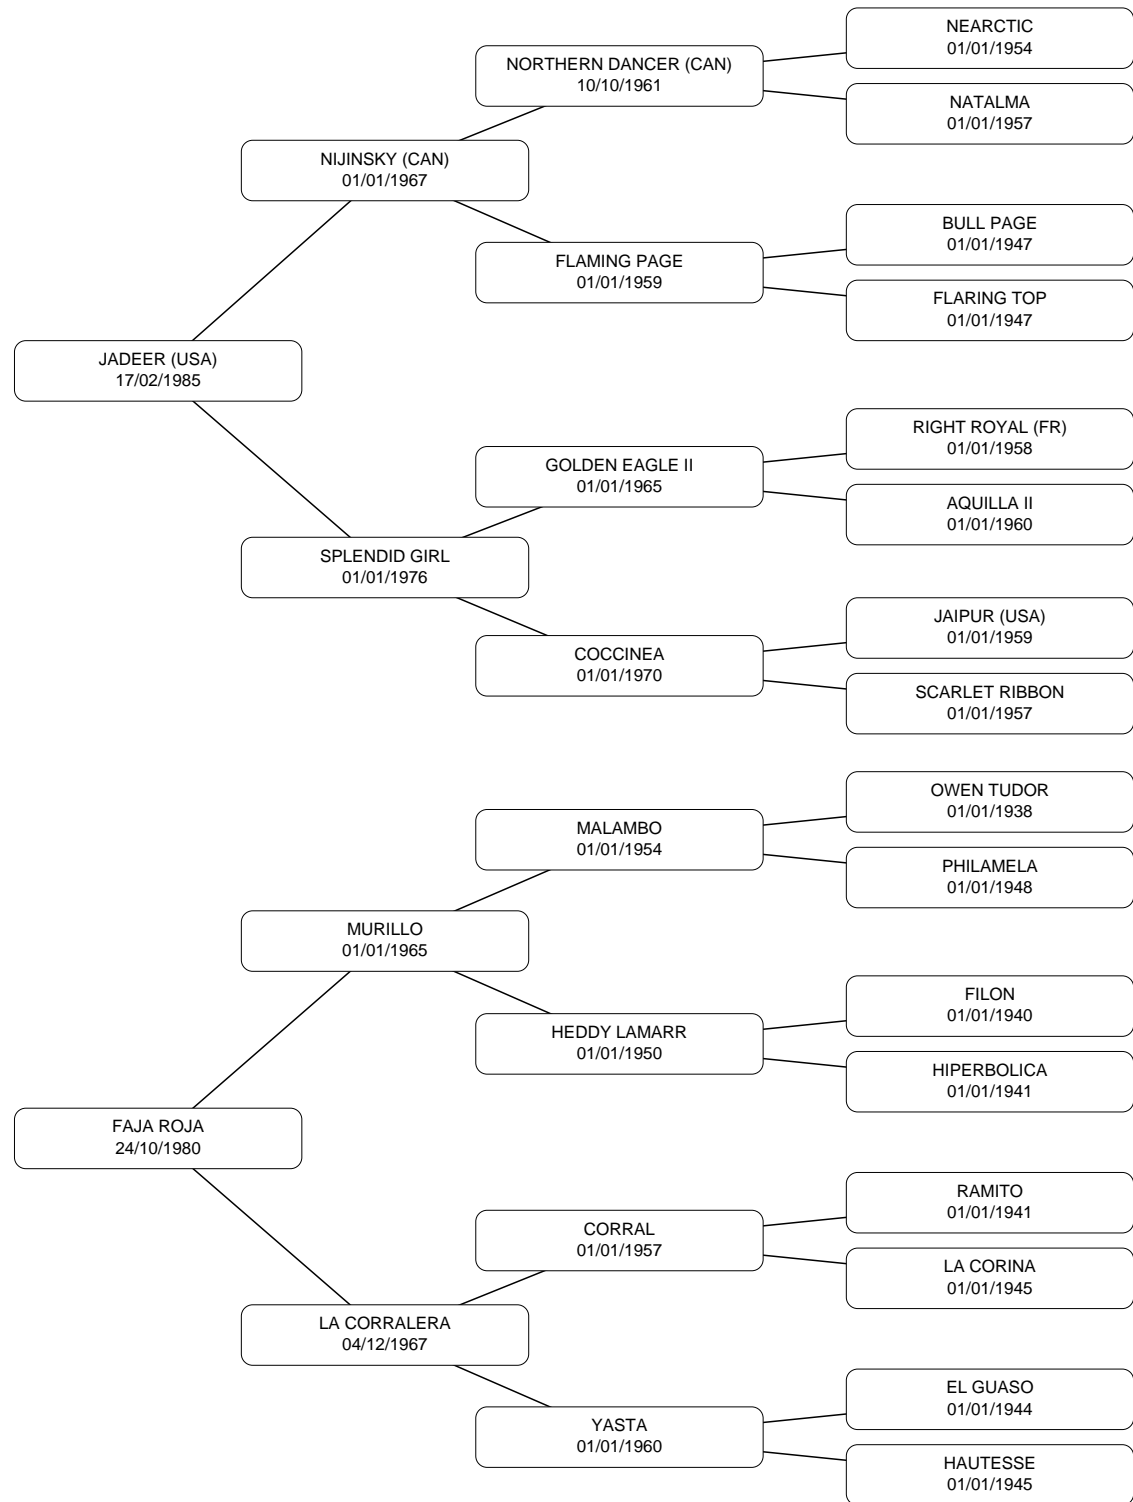 NEARCTIC
01/01/1954
NORTHERN DANCER (CAN)
10/10/1961
NATALMA
01/01/1957
NIJINSKY (CAN)
01/01/1967
BULL PAGE
01/01/1947
FLAMING PAGE
01/01/1959
FLARING TOP
01/01/1947
JADEER (USA)
17/02/1985
RIGHT ROYAL (FR)
01/01/1958
GOLDEN EAGLE II
01/01/1965
AQUILLA II
01/01/1960
SPLENDID GIRL
01/01/1976
JAIPUR (USA)
01/01/1959
COCCINEA
01/01/1970
SCARLET RIBBON
01/01/1957
OWEN TUDOR
01/01/1938
MALAMBO
01/01/1954
PHILAMELA
01/01/1948
MURILLO
01/01/1965
FILON
01/01/1940
HEDDY LAMARR
01/01/1950
HIPERBOLICA
01/01/1941
FAJA ROJA
24/10/1980
RAMITO
01/01/1941
CORRAL
01/01/1957
LA CORINA
01/01/1945
LA CORRALERA
04/12/1967
EL GUASO
01/01/1944
YASTA
01/01/1960
HAUTESSE
01/01/1945